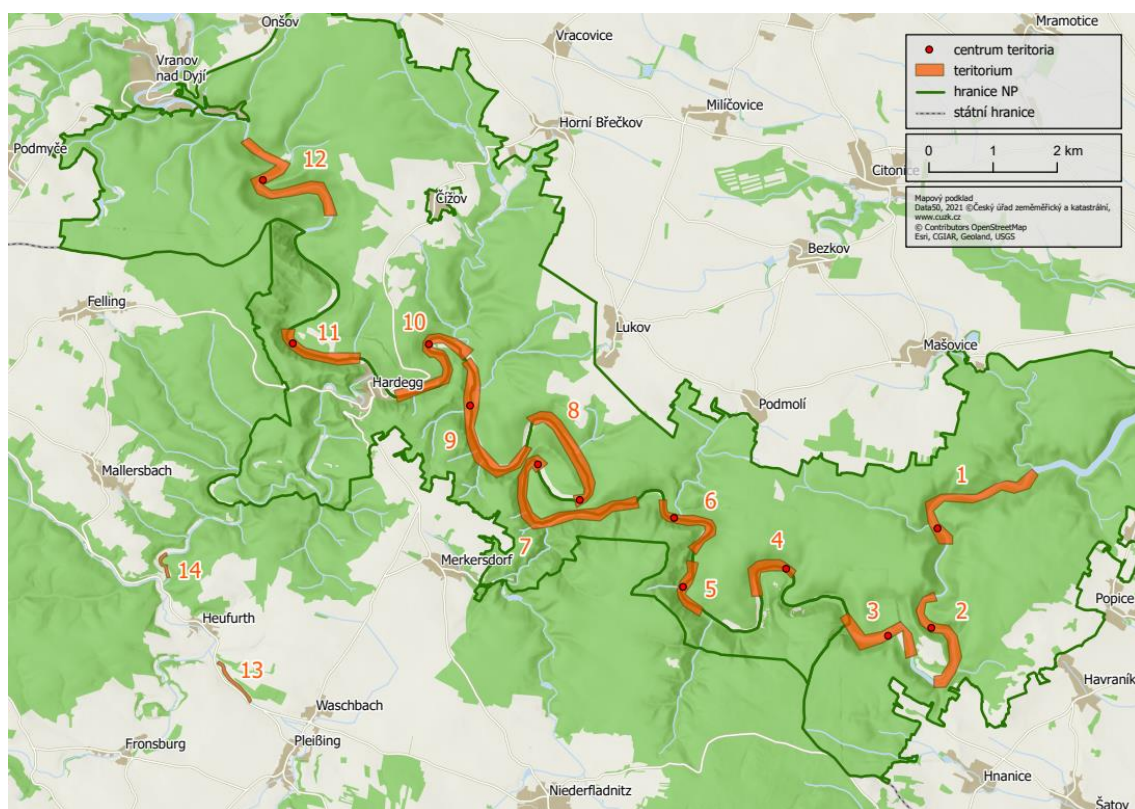 Onšov
Vranov
nad Dyjí
Vracovice
Mramotice
centrum teritoria
teritorium
hranice NP
státní hranice
Milíčovice
Horní Břečkov
Podmyče
12
Čížov
0 1 2 km
Citonice
Mapový podklad
Data50, 2021 ©Český úřad zeměměřický a katastrální,
www.cuzk.cz
© Contributors OpenStreetMap
Esri, CGIAR, Geoland, USGS
Bezkov
Felling
11
10
Lukov
Mašovice
Hardegg
Podmolí
8
9
Mallersbach
1
6
7
4
Merkersdorf
14
5
Popice
Heufurth
3
2
13
Havraník
Waschbach
Fronsburg
Pleißing
Hnanice
Niederfladnitz
Šatov